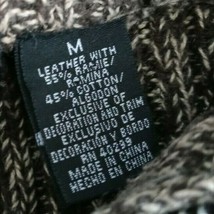 M
LEATHER WITH
55% RAMIE/
RAMINA
45% COTTON/
ALGODON
EXCLUSIVE OF
DECORATION AND TRIM
EXCLUSIVO DE
DECORACIÓN Y BORDO
RN 40299
MADE IN CHINA
HECHO EN CHINA